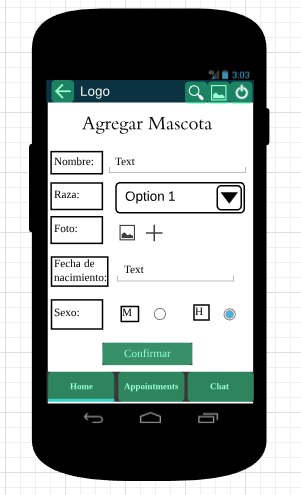 3:03
Logo
Agregar Mascota
Nombre: Text
Raza: Option 1
Foto:
Fecha de
nacimiento: Text
Sexo: M H
Confirmar
Home Appointments Chat